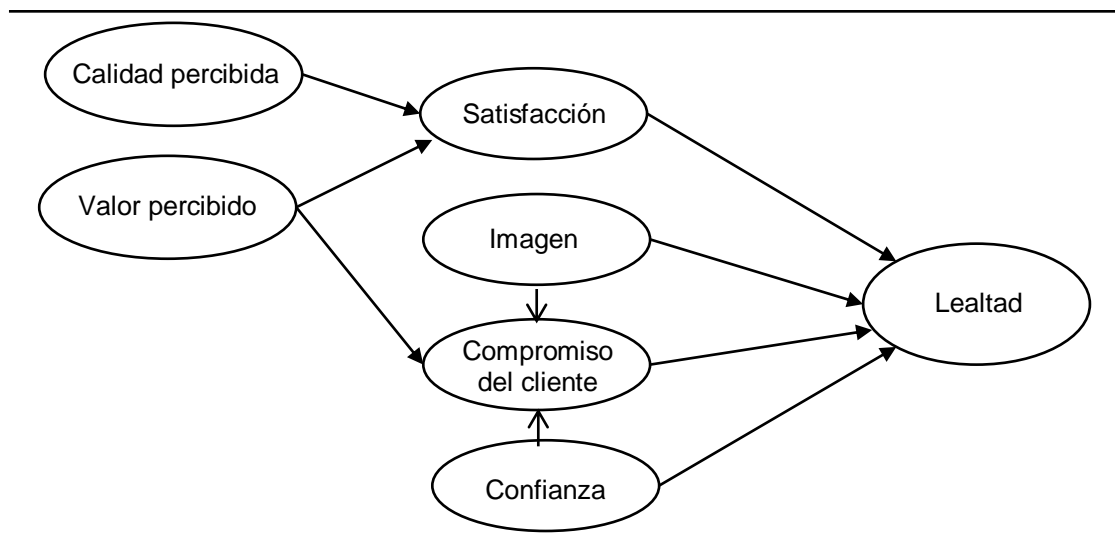 Calidad percibida
Satisfacción
Valor percibido
Imagen
Lealtad
Compromiso
del cliente
Confianza